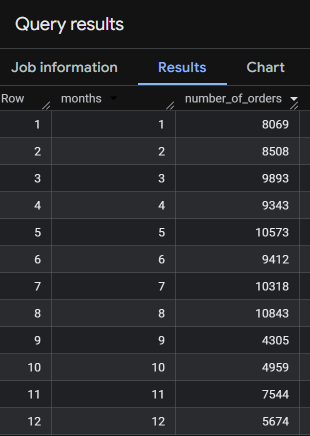 Query results
Job information Results Chart
Row months number_of_orders
1 1 8069
2 2 8508
3 3 9893
4 4 9343
5 5 10573
6 6 9412
7 7 10318
8 8 10843
9 9 4305
10 10 4959
11 11 7544
12 12 5674